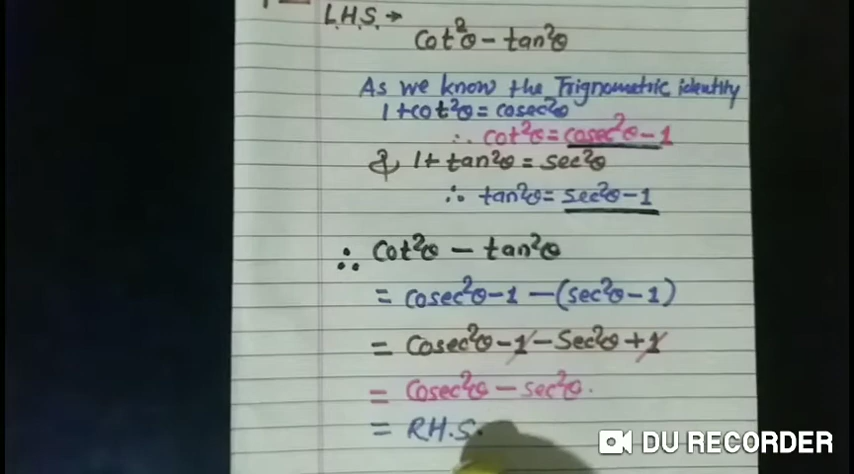 L.H.S. →
cot²θ - tan²θ
As we know the Trignometric identity
1+cot²θ = cosec²θ
∴ cot²θ = cosec²θ - 1
& 1+ tan²θ = sec²θ
∴ tan²θ = sec²θ - 1
∴ cot²θ - tan²θ
= cosec²θ - 1 - (sec²θ - 1)
= Cosec²θ - 1 - Sec²θ + 1
= Cosec²θ - sec²θ.
= R.H.S.
DU RECORDER